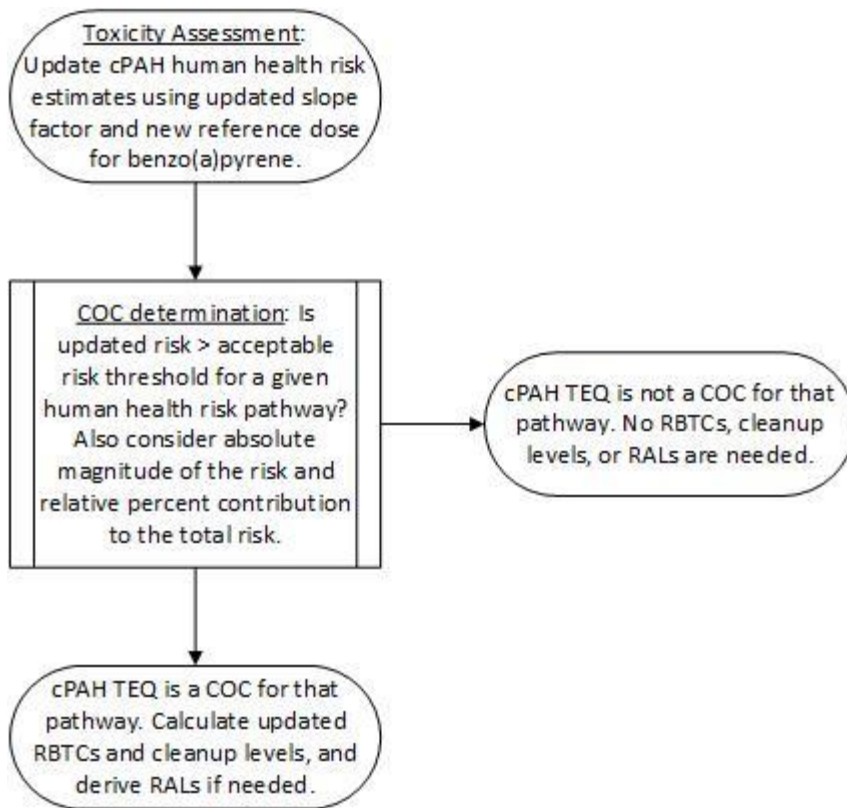 Toxicity Assessment:
Update cPAH human health risk
estimates using updated slope
factor and new reference dose
for benzo(a)pyrene.
COC determination: Is
updated risk > acceptable
risk threshold for a given
human health risk pathway?
Also consider absolute
magnitude of the risk and
relative percent contribution
to the total risk.
cPAH TEQ is not a COC for that
pathway. No RBTCs, cleanup
levels, or RALs are needed.
cPAH TEQ is a COC for that
pathway. Calculate updated
RBTCs and cleanup levels, and
derive RALs if needed.